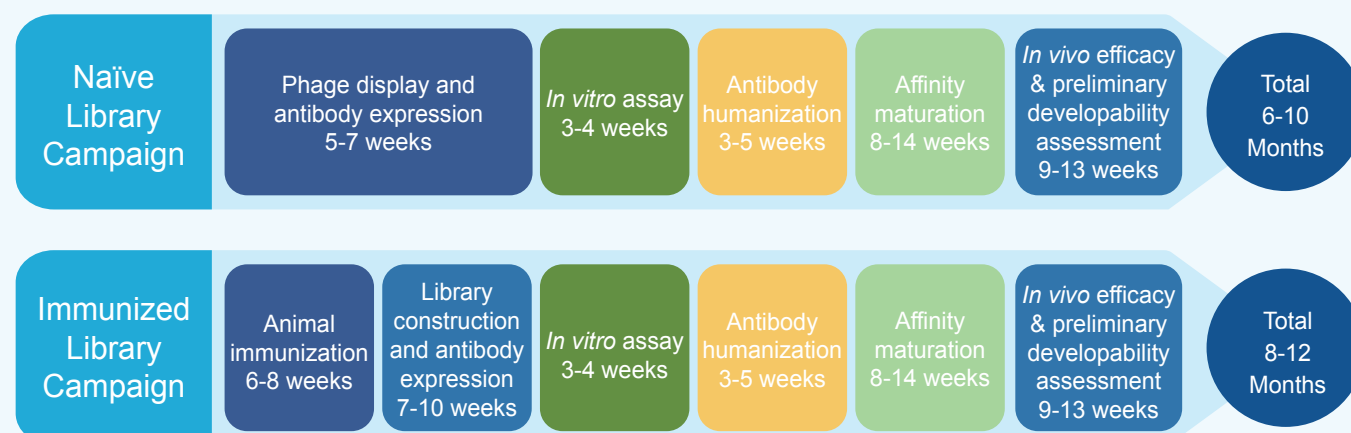 Naïve
Library
Campaign
Phage display and
antibody expression
5-7 weeks
In vitro assay
3-4 weeks
Antibody
humanization
3-5 weeks
Affinity
maturation
8-14 weeks
In vivo efficacy
& preliminary
developability
assessment
9-13 weeks
Total
6-10
Months
Immunized
Library
Campaign
Animal
immunization
6-8 weeks
Library
construction
and antibody
expression
7-10 weeks
In vitro assay
3-4 weeks
Antibody
humanization
3-5 weeks
Affinity
maturation
8-14 weeks
In vivo efficacy
& preliminary
developability
assessment
9-13 weeks
Total
8-12
Months